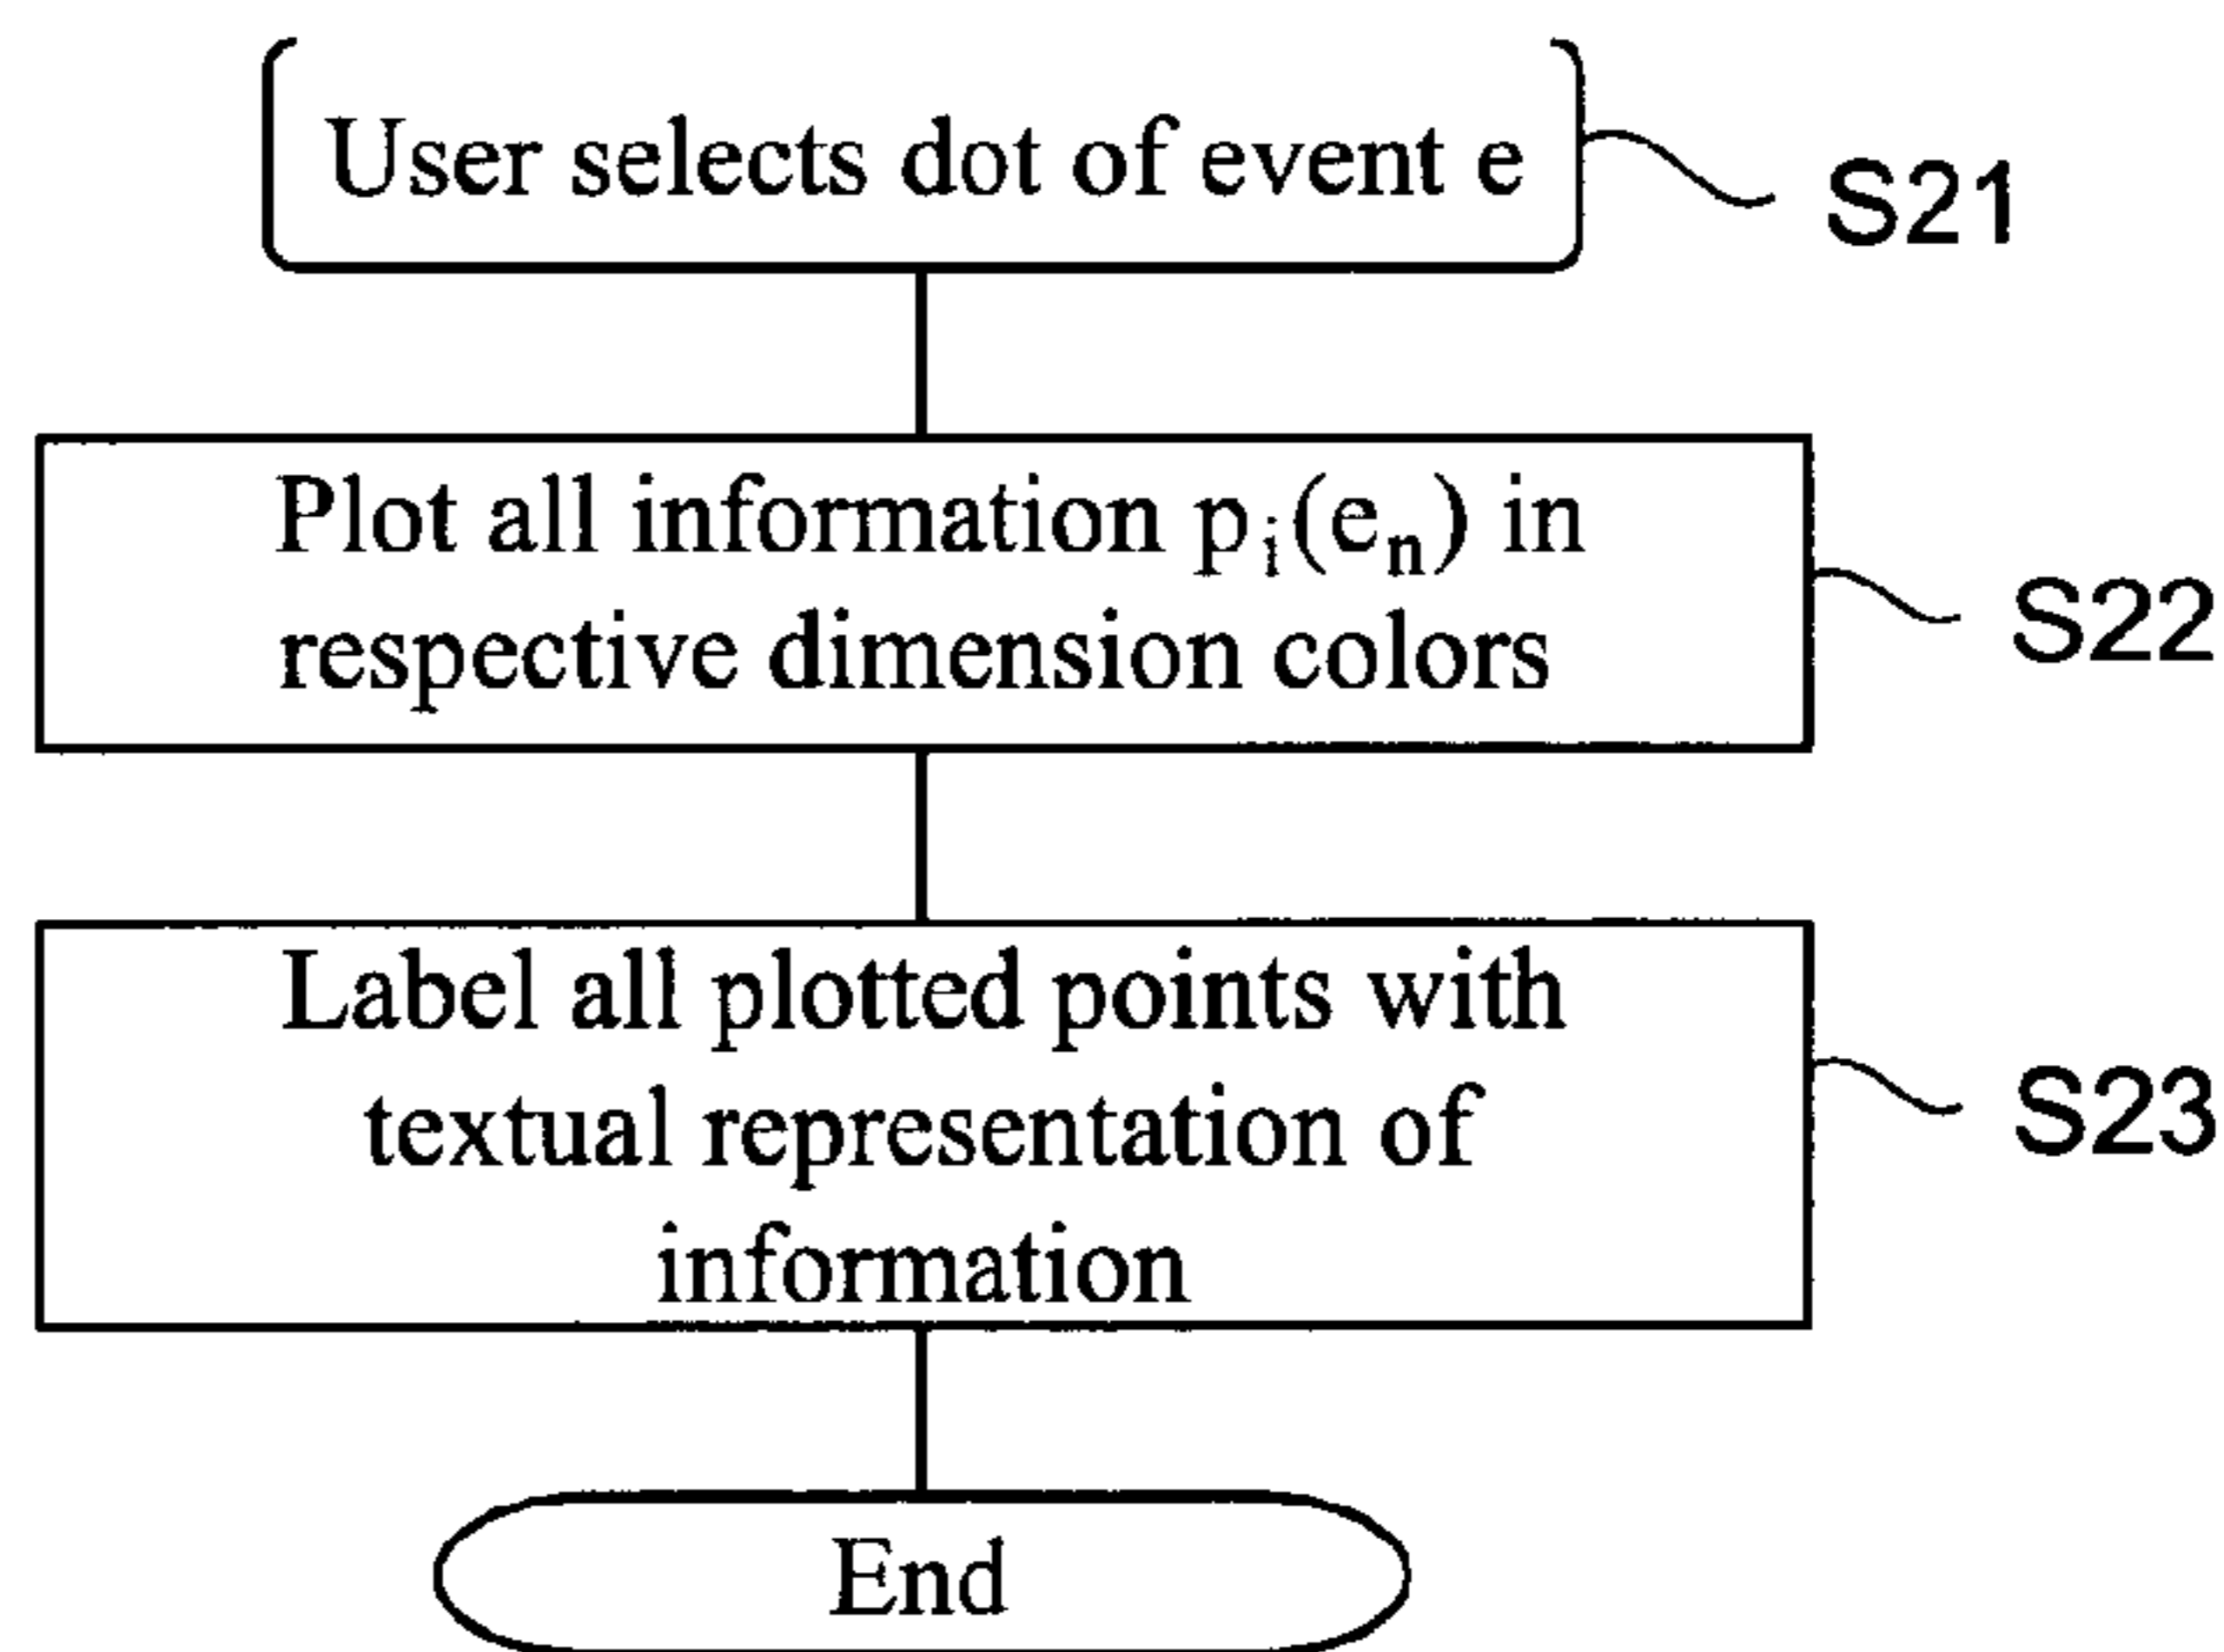 User selects dot of event e
S21
Plot all information pᵢ(eₙ) in
respective dimension colors
S22
Label all plotted points with
textual representation of
information
S23
End